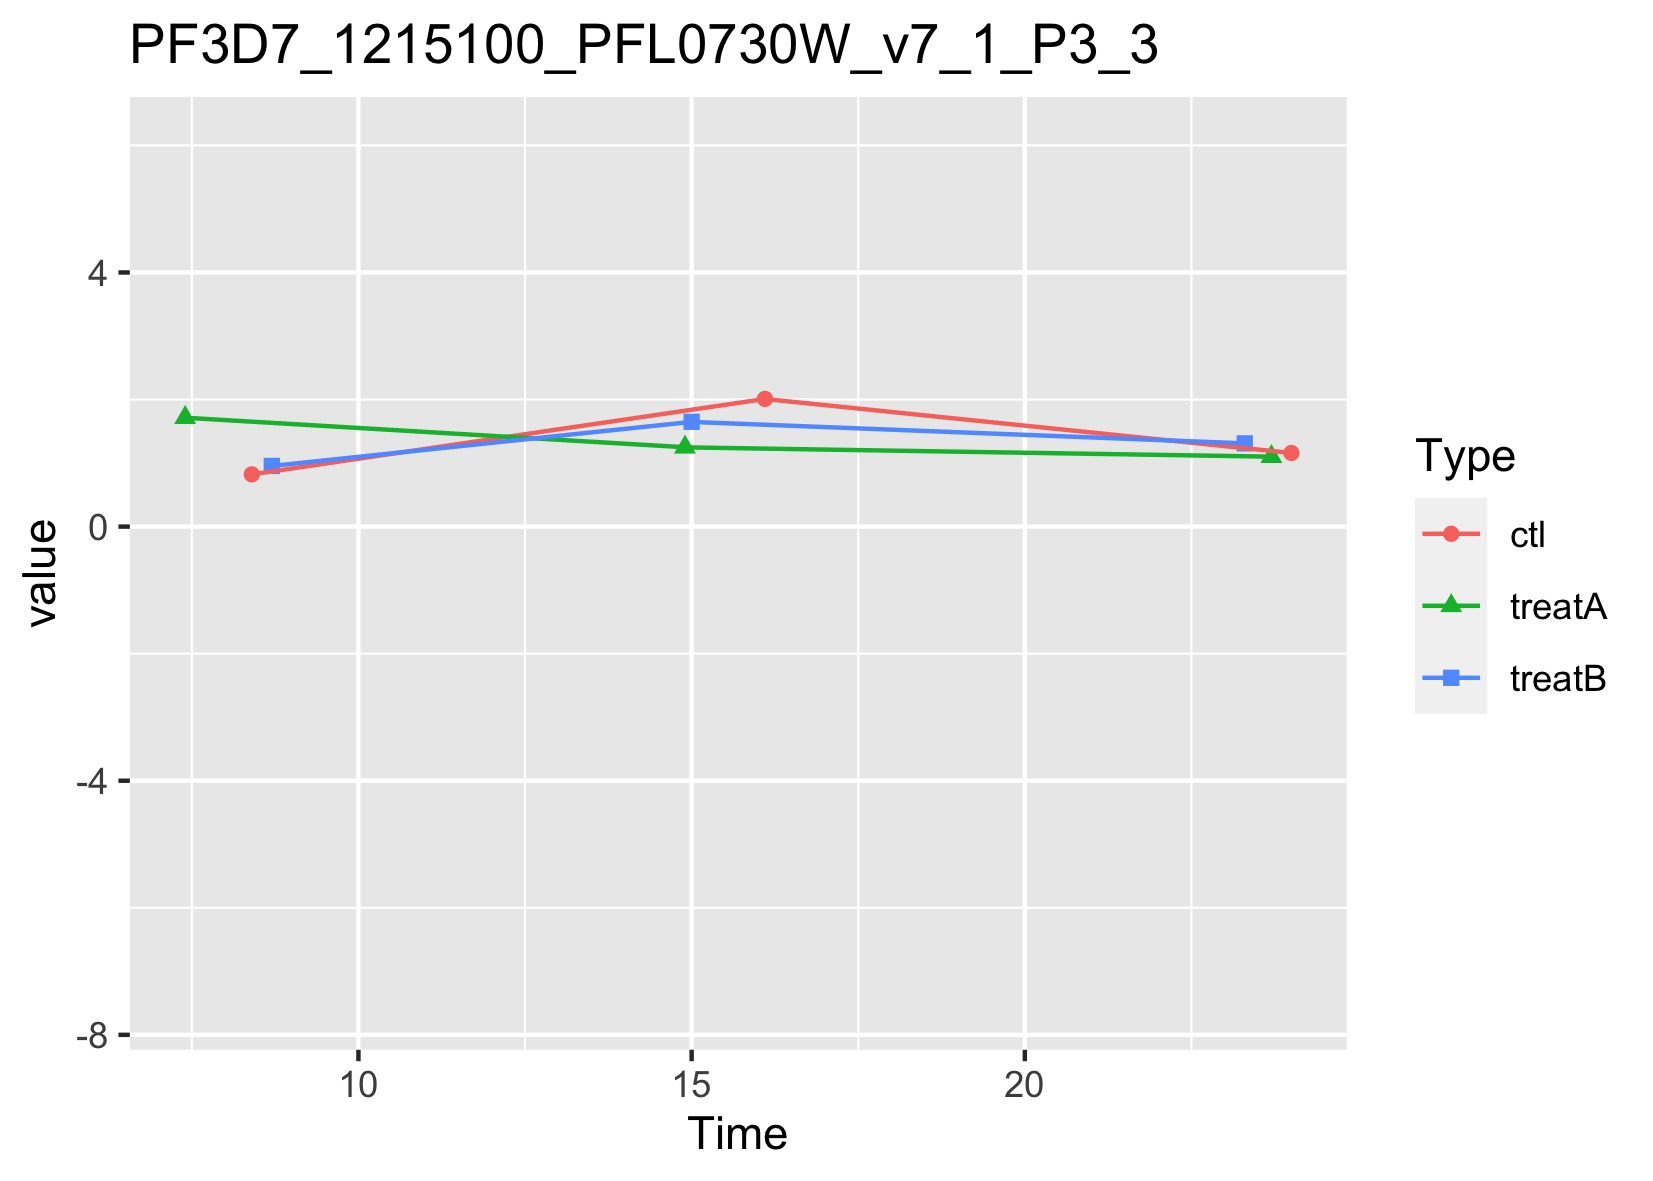 PF3D7_1215100_PFL0730W_v7_1_P3_3
4
0
-4
-8
value
10 15 20
Time
Type
ctl
treatA
treatB